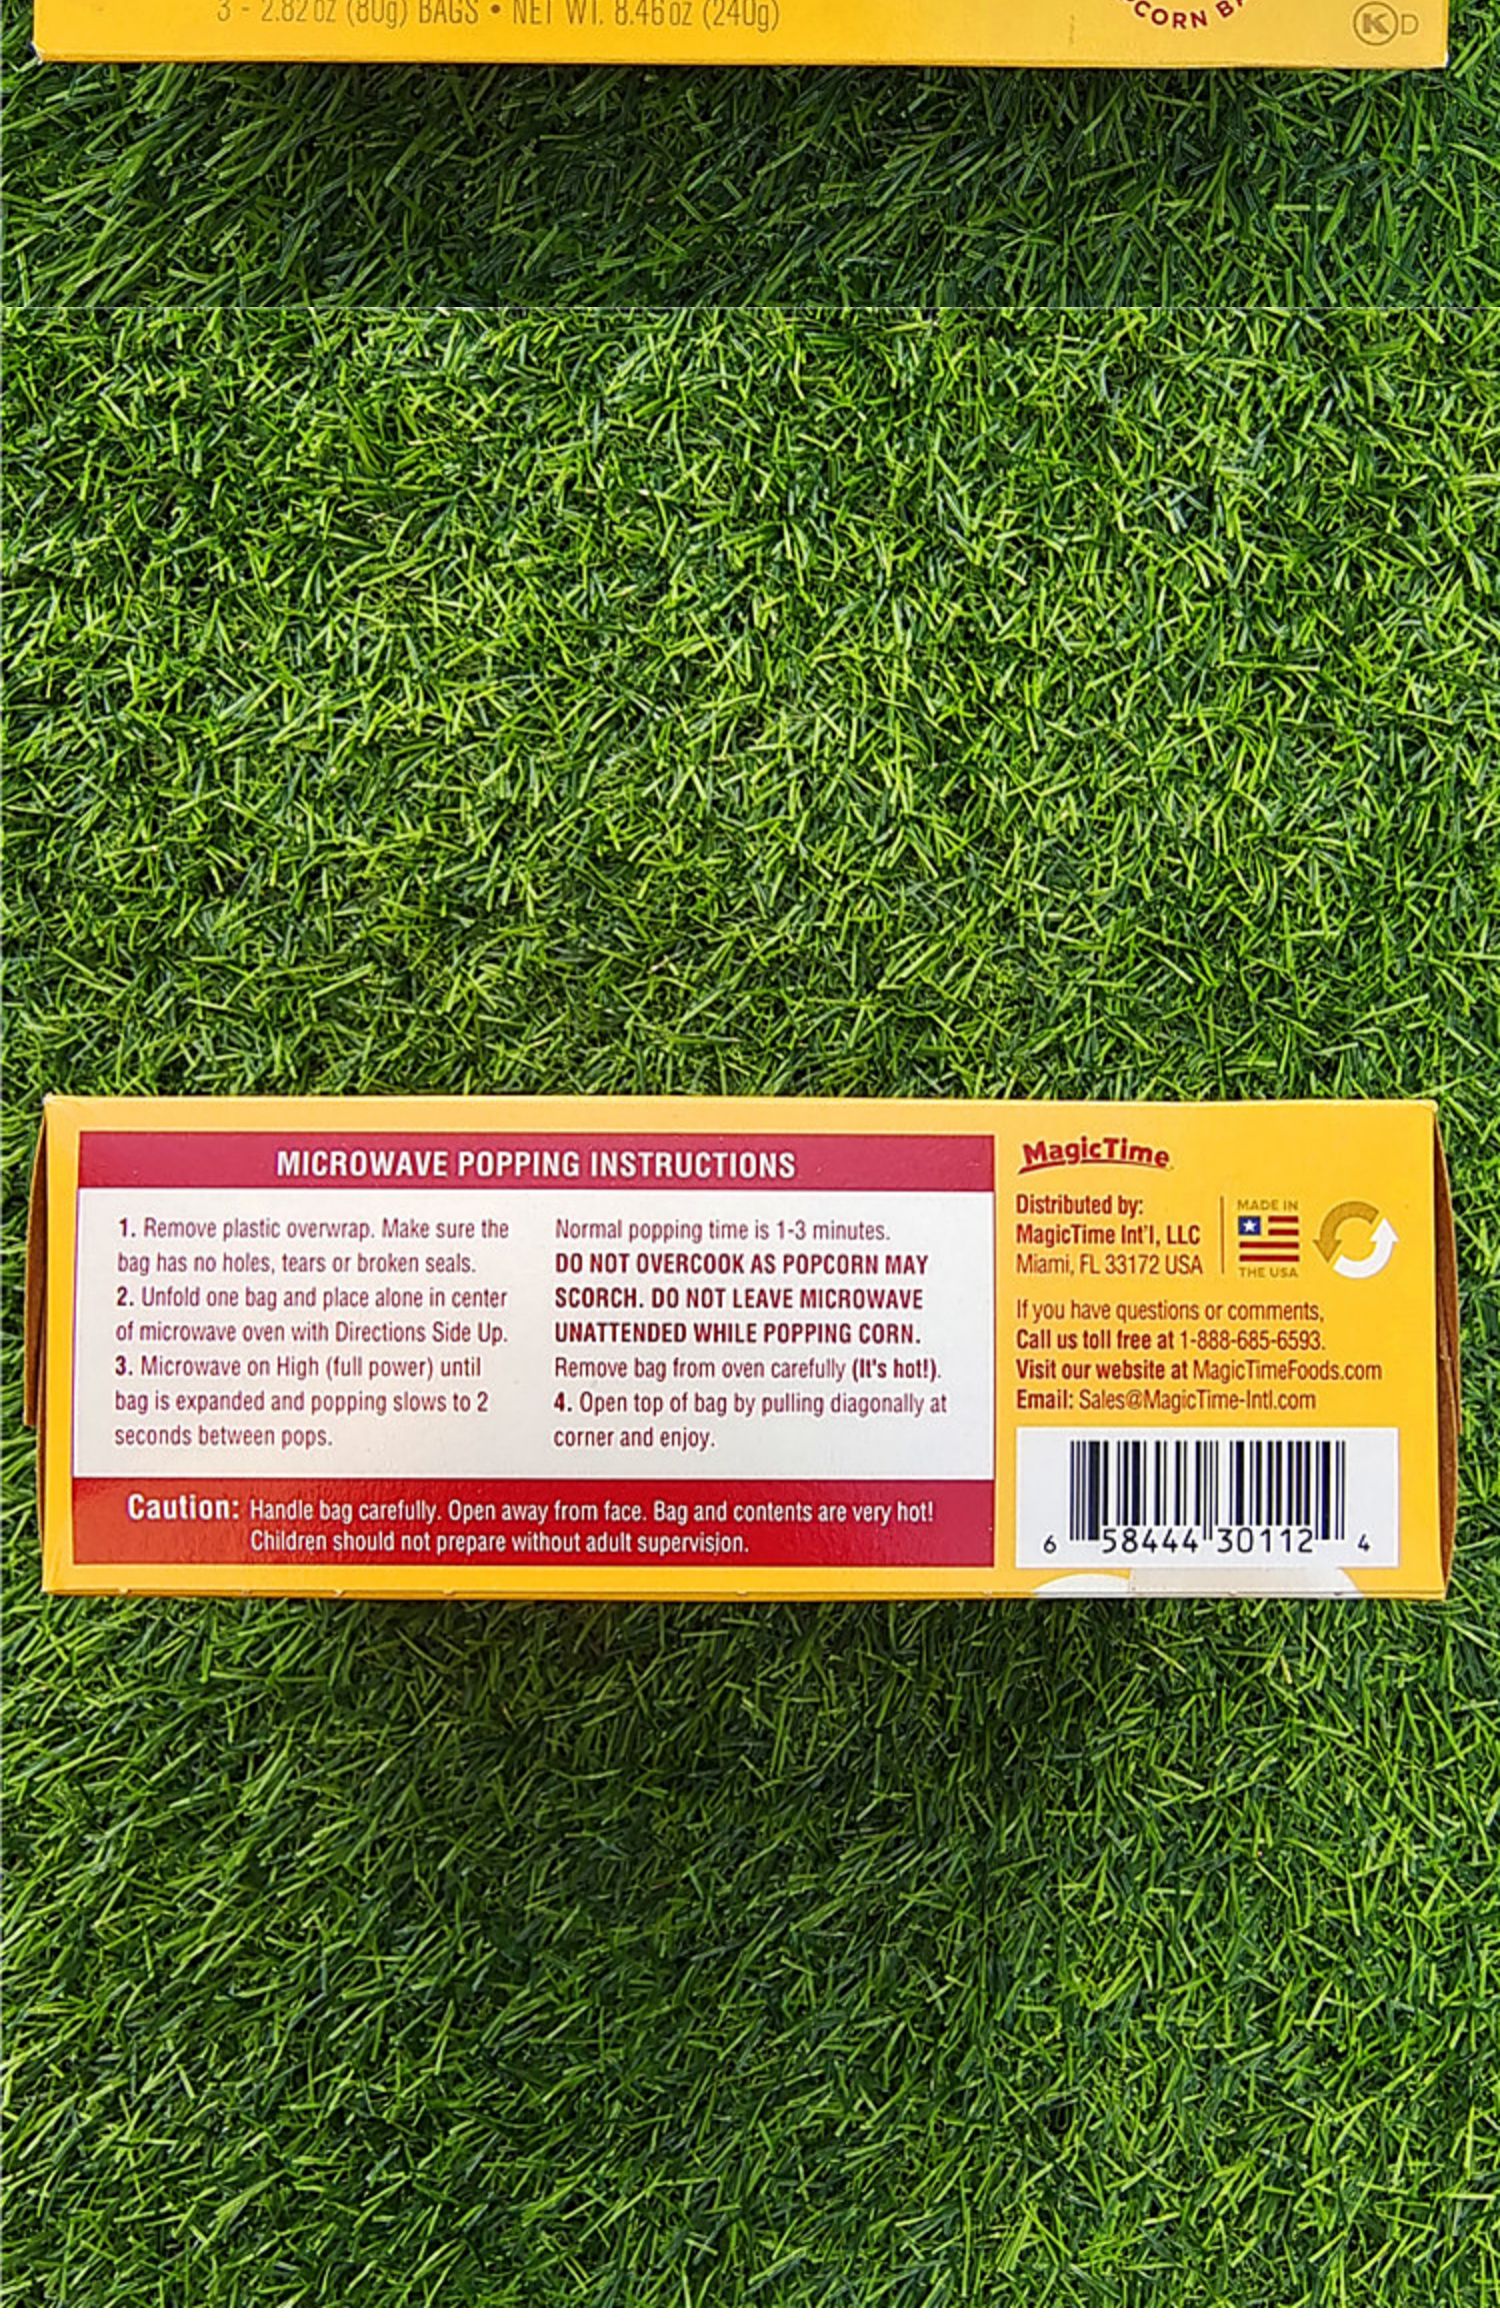 3 - 2.82 oz (80g) BAGS • NET WT. 8.46 oz (240g)
K D
MICROWAVE POPPING INSTRUCTIONS
1. Remove plastic overwrap. Make sure the
bag has no holes, tears or broken seals.
2. Unfold one bag and place alone in center
of microwave oven with Directions Side Up.
3. Microwave on High (full power) until
bag is expanded and popping slows to 2
seconds between pops.
Normal popping time is 1-3 minutes.
DO NOT OVERCOOK AS POPCORN MAY
SCORCH. DO NOT LEAVE MICROWAVE
UNATTENDED WHILE POPPING CORN.
Remove bag from oven carefully (It's hot!).
4. Open top of bag by pulling diagonally at
corner and enjoy.
Caution: Handle bag carefully. Open away from face. Bag and contents are very hot!
Children should not prepare without adult supervision.
MagicTime
Distributed by:
MagicTime Int'l, LLC
Miami, FL 33172 USA
MADE IN
THE USA
If you have questions or comments,
Call us toll free at 1-888-685-6593.
Visit our website at MagicTimeFoods.com
Email: Sales@MagicTime-Intl.com
6 58444 30112 4